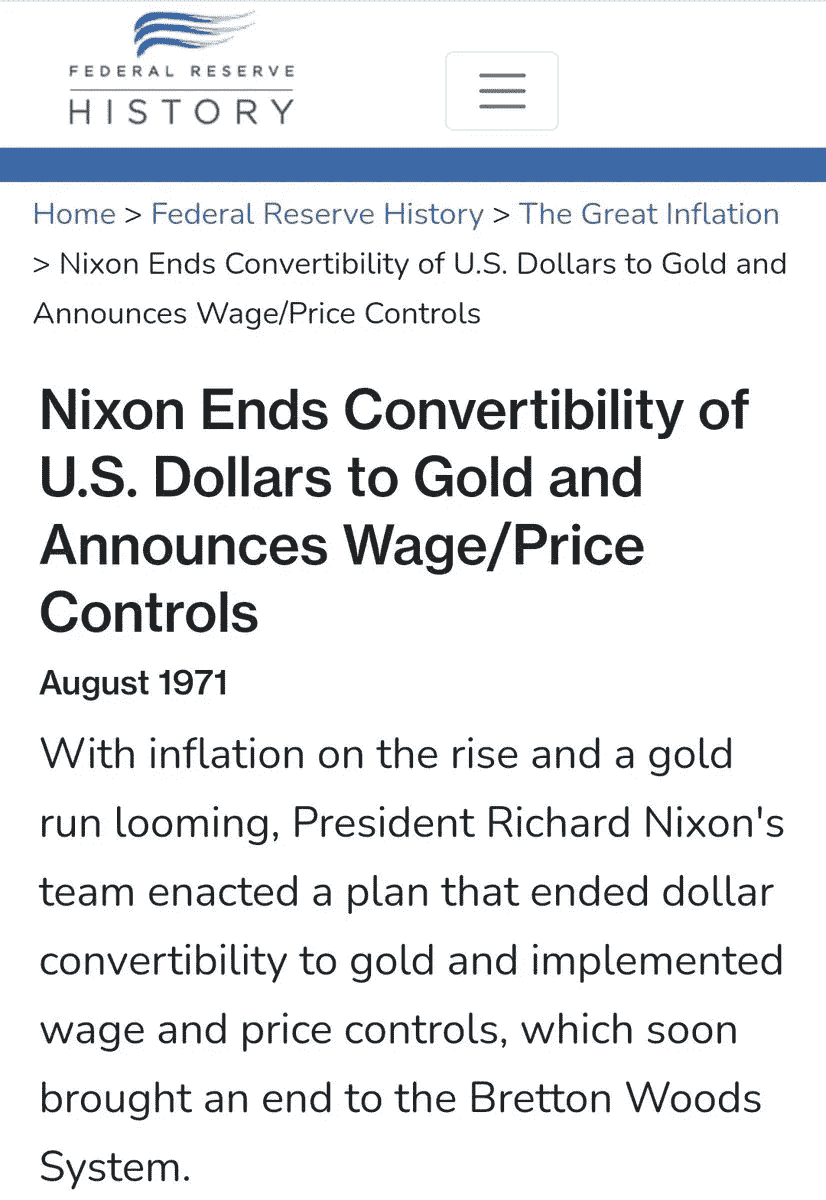 FEDERAL RESERVE
HISTORY
Home > Federal Reserve History > The Great Inflation
> Nixon Ends Convertibility of U.S. Dollars to Gold and
Announces Wage/Price Controls
Nixon Ends Convertibility of
U.S. Dollars to Gold and
Announces Wage/Price
Controls
August 1971
With inflation on the rise and a gold
run looming, President Richard Nixon's
team enacted a plan that ended dollar
convertibility to gold and implemented
wage and price controls, which soon
brought an end to the Bretton Woods
System.